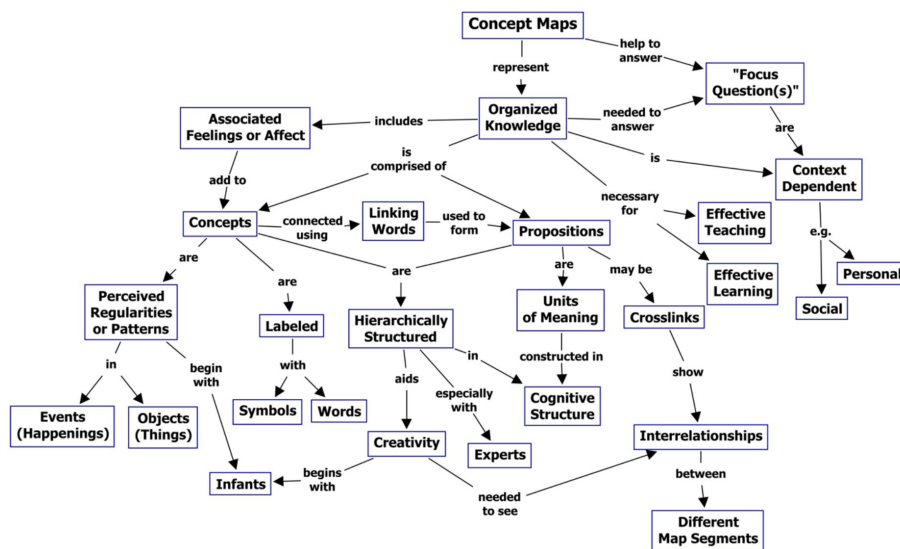 Concept Maps
help to
answer
represent
"Focus
Question(s)"
Associated
Feelings or Affect
includes
Organized
Knowledge
needed to
answer
are
is
comprised of
is
Context
Dependent
add to
necessary
for
Concepts
connected
using
Linking
Words
used to
form
Propositions
Effective
Teaching
e.g.
are
are
are
are
may be
Effective
Learning
Personal
Perceived
Regularities
or Patterns
Labeled
Hierarchically
Structured
Units
of Meaning
Crosslinks
Social
in
begin
with
with
aids
in
especially
with
constructed in
show
Events
(Happenings)
Objects
(Things)
Symbols
Words
Cognitive
Structure
Creativity
Experts
Interrelationships
Infants
begins
with
needed
to see
between
Different
Map Segments